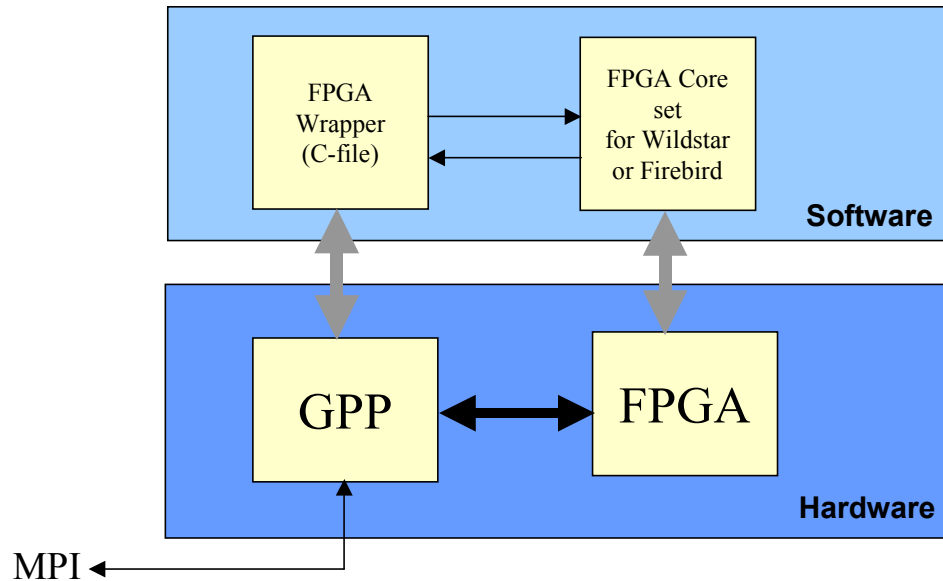 FPGA
Wrapper
(C-file)
FPGA Core
set
for Wildstar
or Firebird
Software
GPP
FPGA
Hardware
MPI